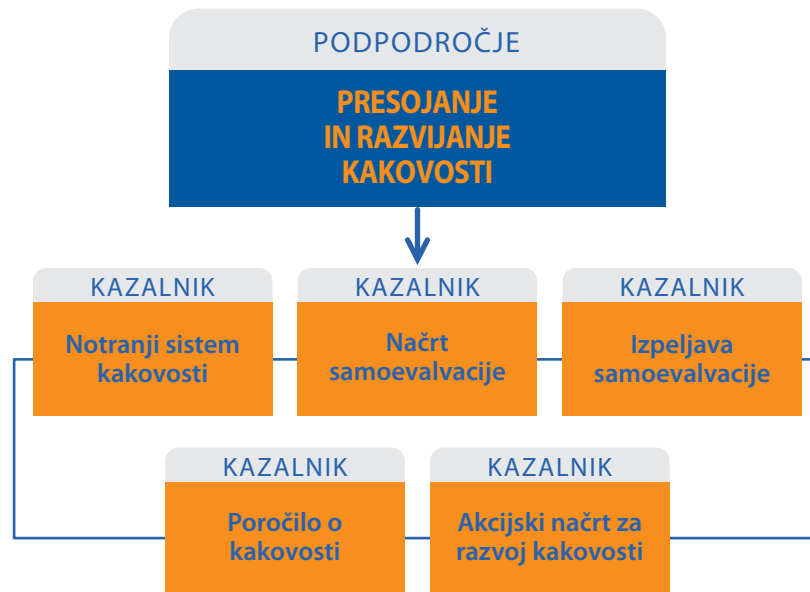 PODPODROČJE
PRESOJANJE
IN RAZVIJANJE
KAKOVOSTI
KAZALNIK
Notranji sistem
kakovosti
KAZALNIK
Načrt
samoevalvacije
KAZALNIK
Izpeljava
samoevalvacije
KAZALNIK
Poročilo o
kakovosti
KAZALNIK
Akcijski načrt za
razvoj kakovosti